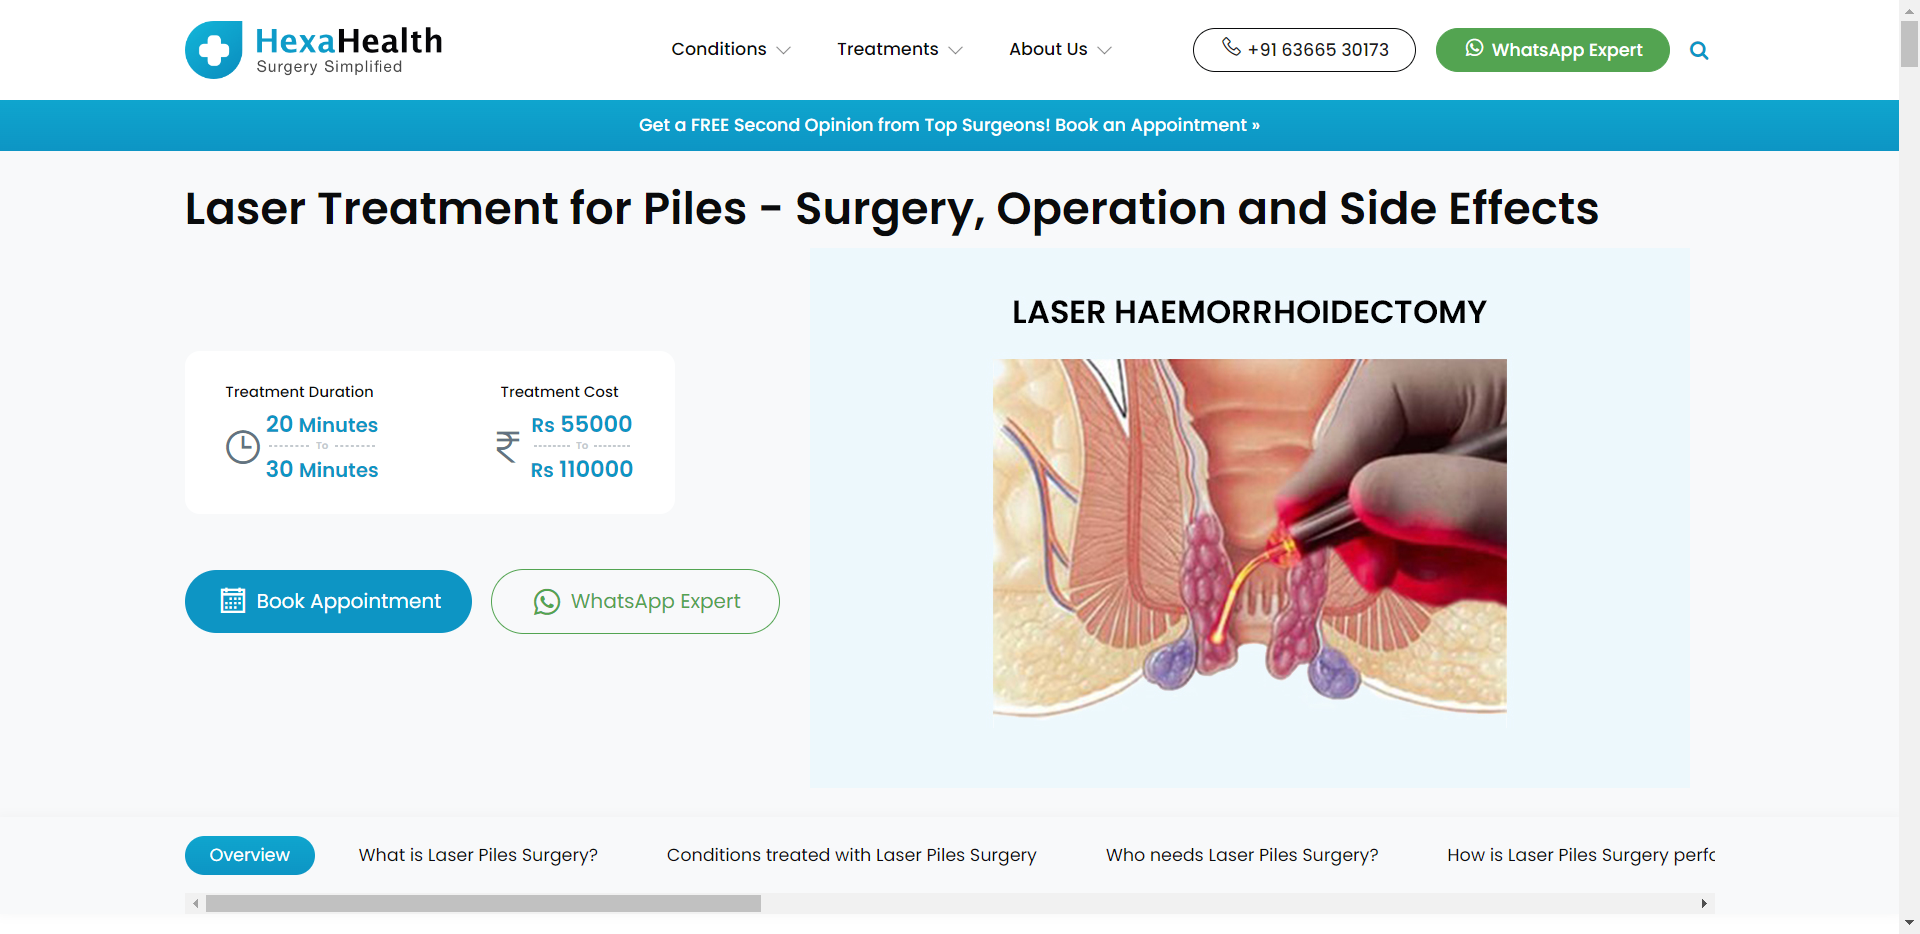 HexaHealth
Surgery Simplified
Conditions
Treatments
About Us
+91 63665 30173
WhatsApp Expert
Get a FREE Second Opinion from Top Surgeons! Book an Appointment »
Laser Treatment for Piles - Surgery, Operation and Side Effects
LASER HAEMORRHOIDECTOMY
Treatment Duration
20 Minutes
To
30 Minutes
Treatment Cost
₹
Rs 55000
To
Rs 110000
Book Appointment
WhatsApp Expert
Overview
What is Laser Piles Surgery?
Conditions treated with Laser Piles Surgery
Who needs Laser Piles Surgery?
How is Laser Piles Surgery perfo